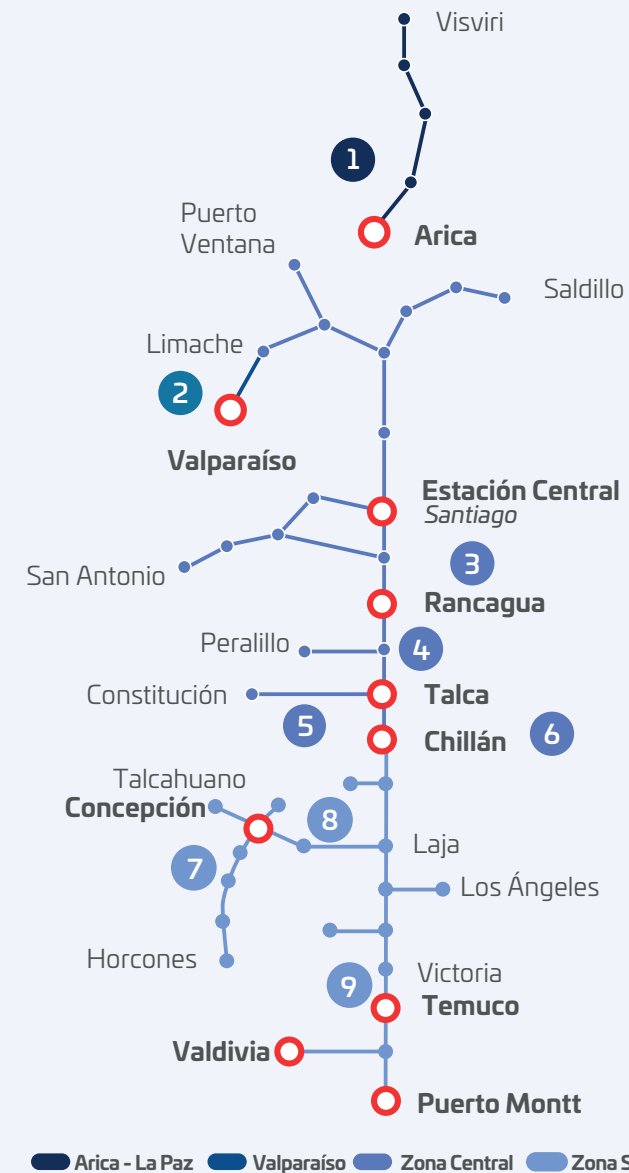 Visviri
1
Puerto
Ventana
Arica
Saldillo
Limache
2
Valparaíso
Estación Central
Santiago
3
San Antonio
Rancagua
Peralillo
4
Constitución
Talca
5
6
Chillán
Talcahuano
Concepción
8
Laja
7
Los Ángeles
Horcones
Victoria
9
Temuco
Valdivia
Puerto Montt
Arica - La Paz Valparaíso Zona Central Zona S